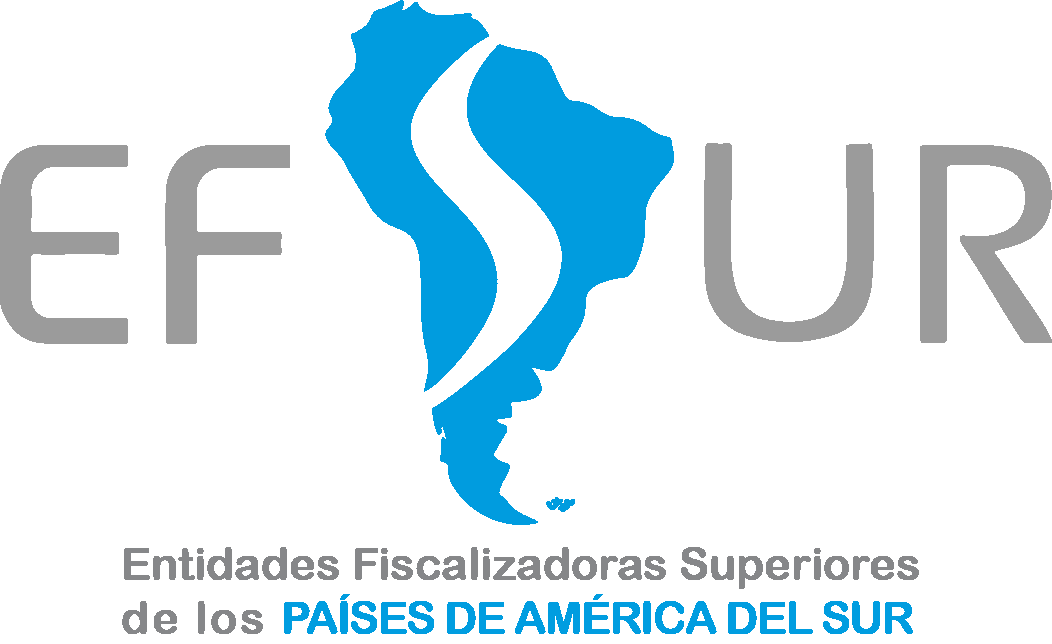 EFSUR
Entidades Fiscalizadoras Superiores
de los PAÍSES DE AMÉRICA DEL SUR